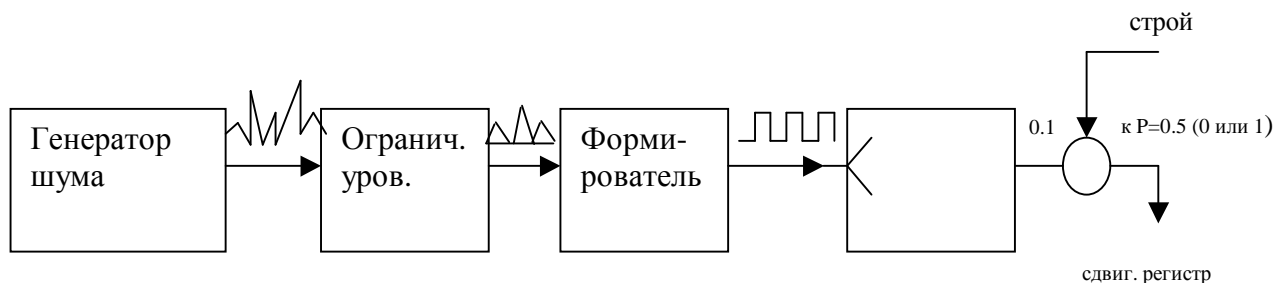 строй
Генератор
шума
Огранич.
уров.
Форми-
рователь
0.1
к P=0.5 (0 или 1)
сдвиг. регистр